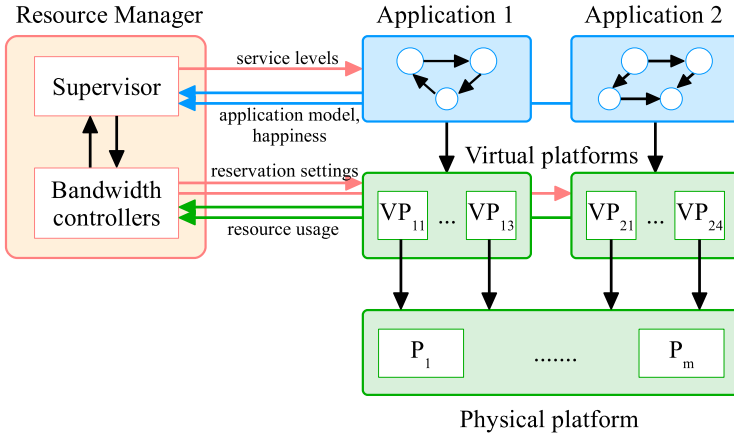 Resource Manager
Application 1
Application 2
service levels
Supervisor
application model,
happiness
Virtual platforms
reservation settings
Bandwidth
controllers
VP11 ... VP13
VP21 ... VP24
resource usage
P1 ....... Pm
Physical platform